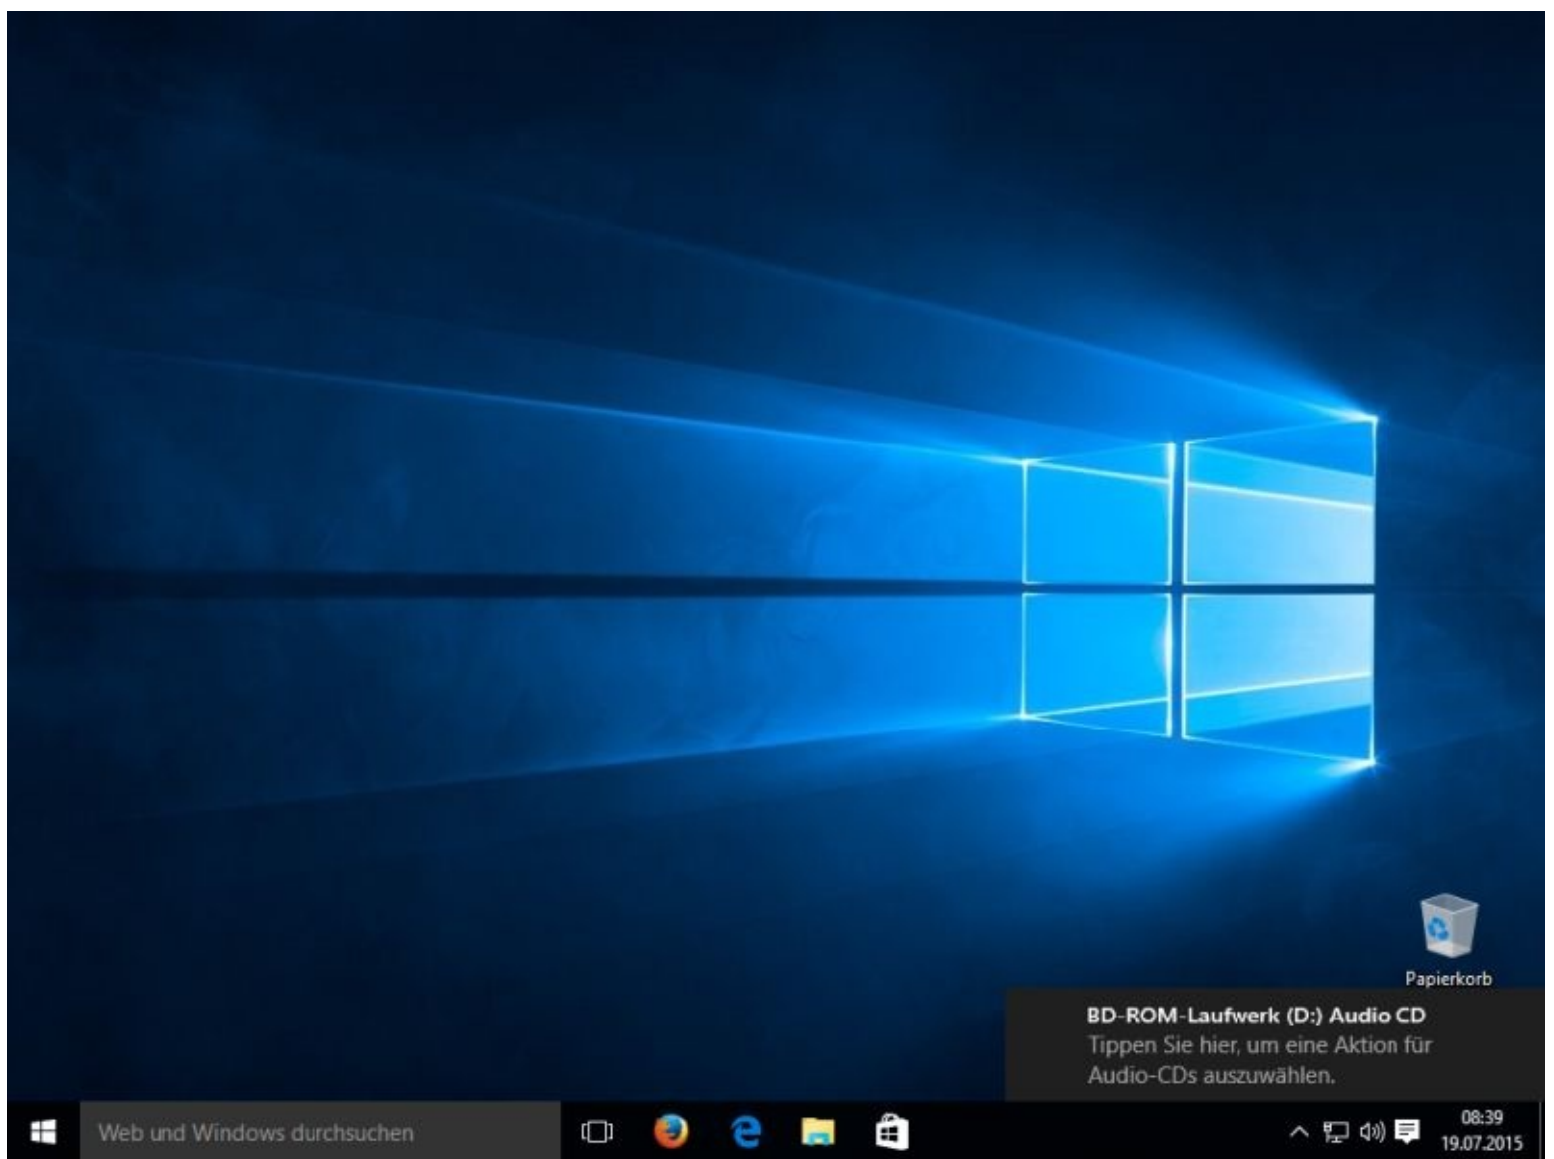 Papierkorb
BD-ROM-Laufwerk (D:) Audio CD
Tippen Sie hier, um eine Aktion für
Audio-CDs auszuwählen.
Web und Windows durchsuchen
08:39
19.07.2015